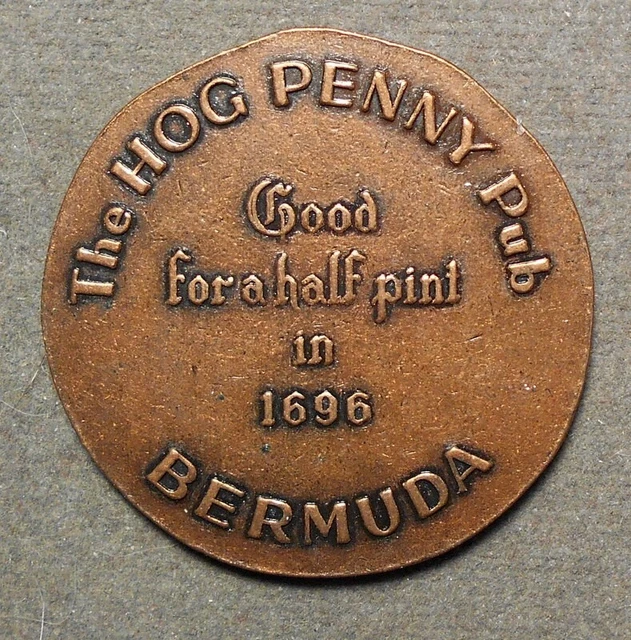 The HOG PENNY Pub
Good
for a half pint
in
1696
BERMUDA